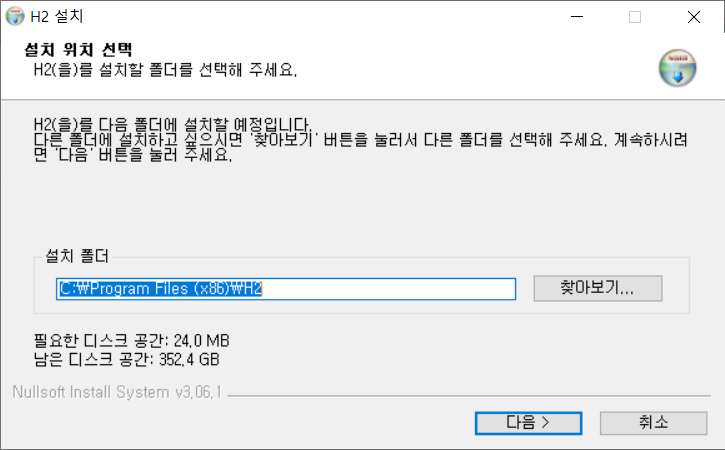 H2 설치
설치 위치 선택
H2(을)를 설치할 폴더를 선택해 주세요.
H2(을)를 다음 폴더에 설치할 예정입니다.
다른 폴더에 설치하고 싶으시면 '찾아보기' 버튼을 눌러서 다른 폴더를 선택해 주세요. 계속하시려
면 '다음' 버튼을 눌러 주세요.
설치 폴더
C:₩Program Files (x86)₩H2
찾아보기...
필요한 디스크 공간: 24.0 MB
남은 디스크 공간: 352.4 GB
Nullsoft Install System v3.06.1
다음 >
취소